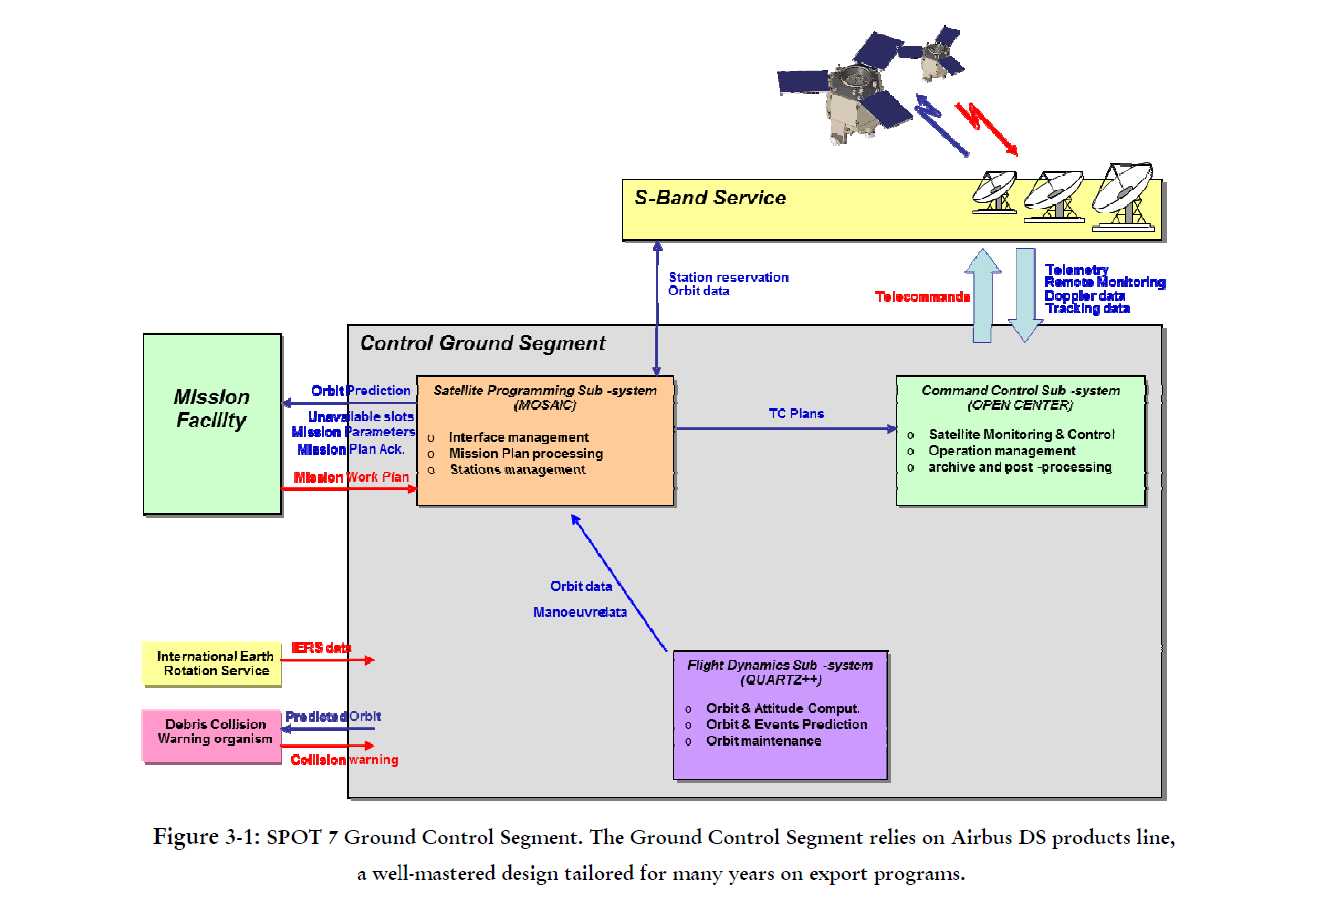 S-Band Service
Station reservation
Orbit data
Telecommands
Telemetry
Remote Monitoring
Doppler data
Tracking data
Control Ground Segment
Mission
Facility
Orbit Prediction
Unavailable slots
Mission Parameters
Mission Plan Ack.
Mission Work Plan
Satellite Programming Sub -system
(MOSAIC)
o Interface management
o Mission Plan processing
o Stations management
TC Plans
Command Control Sub -system
(OPEN CENTER)
o Satellite Monitoring & Control
o Operation management
o archive and post -processing
Orbit data
Manoeuvre data
International Earth
Rotation Service
IERS data
Debris Collision
Warning organism
Predicted Orbit
Collision warning
Flight Dynamics Sub -system
(QUARTZ++)
o Orbit & Attitude Comput.
o Orbit & Events Prediction
o Orbit maintenance
Figure 3-1: SPOT 7 Ground Control Segment. The Ground Control Segment relies on Airbus DS products line,
a well-mastered design tailored for many years on export programs.